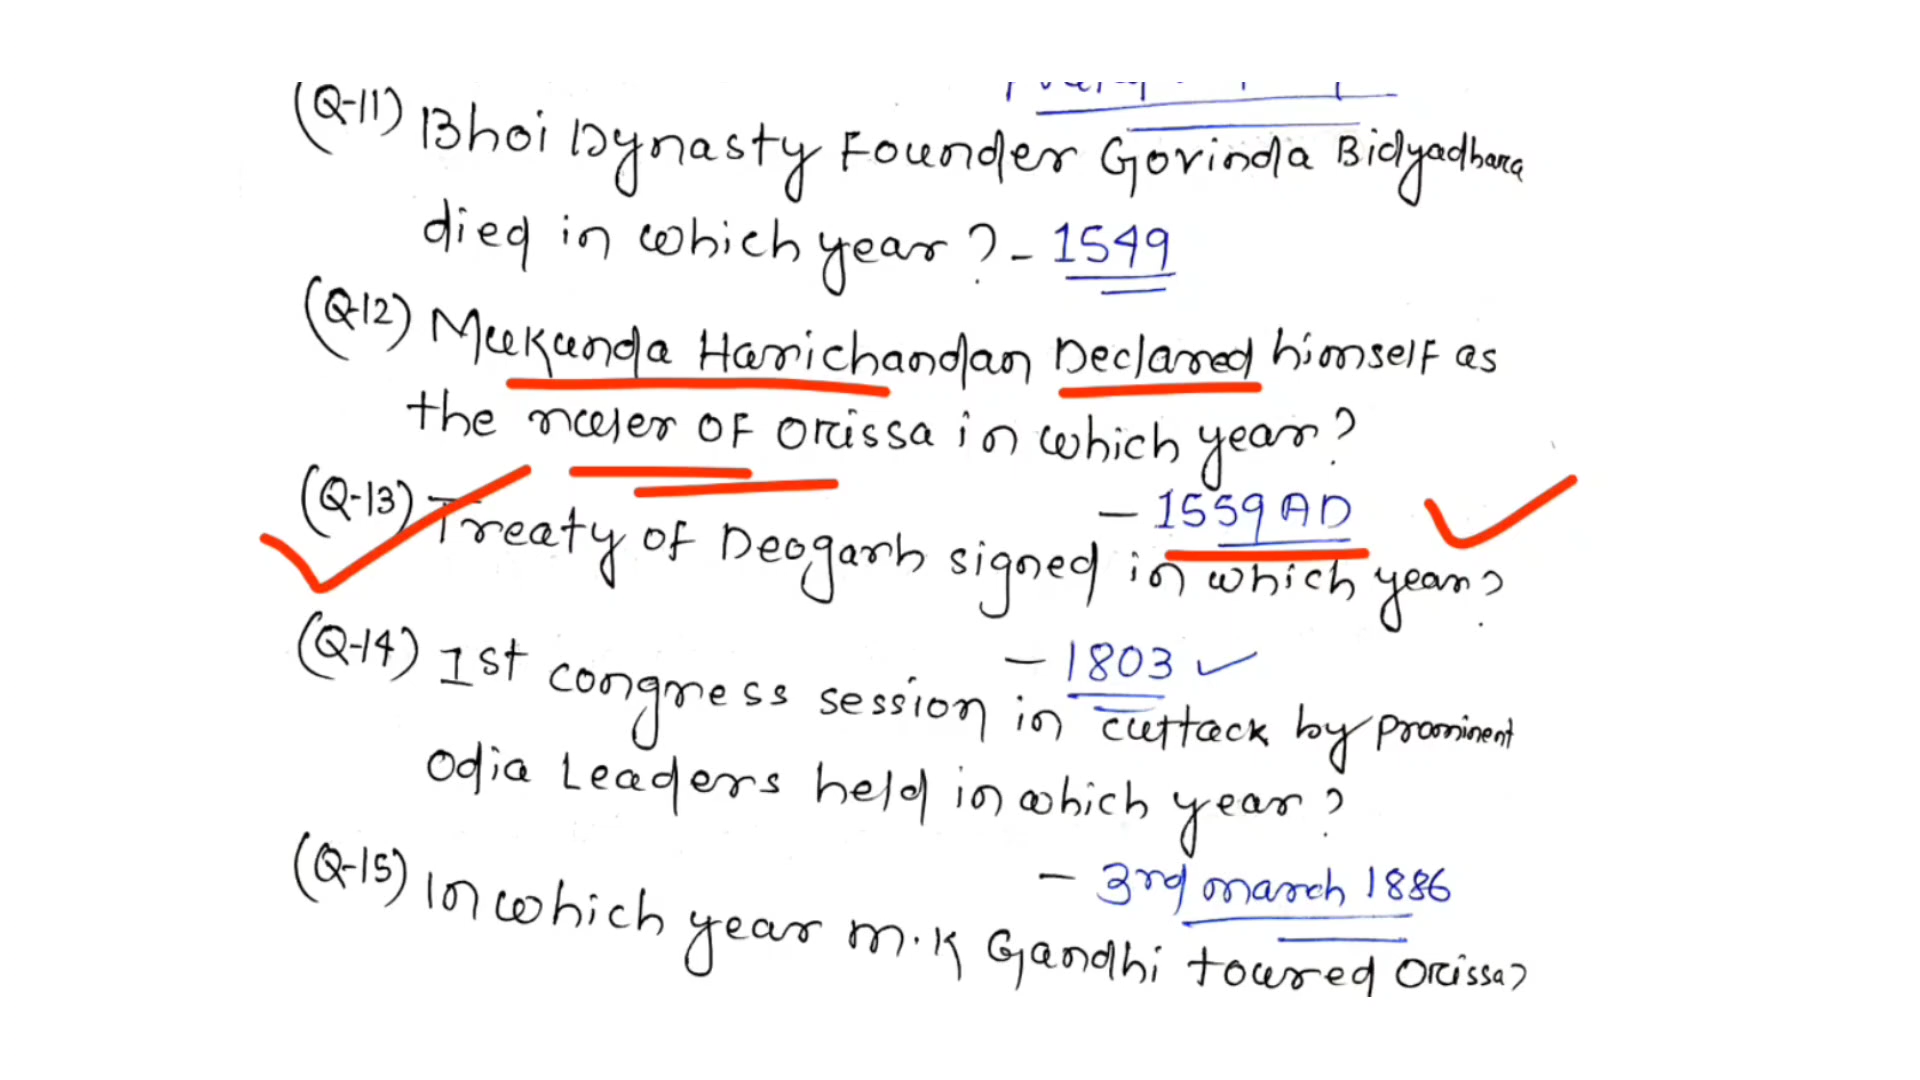 (Q-11) Bhoi Dynasty Founder Govinda Bidyadhara
died in which year? - 1549
(Q-12) Mukunda Harichandan Declared himself as
the ruler of Orissa in which year?
- 1559 AD
(Q-13) Treaty of Deogarh signed in which year?
- 1803 ✓
(Q-14) 1st congress session in cuttack by prominent
Odia Leaders held in which year?
- 3rd march 1886
(Q-15) In which year M.K Gandhi toured Orissa?